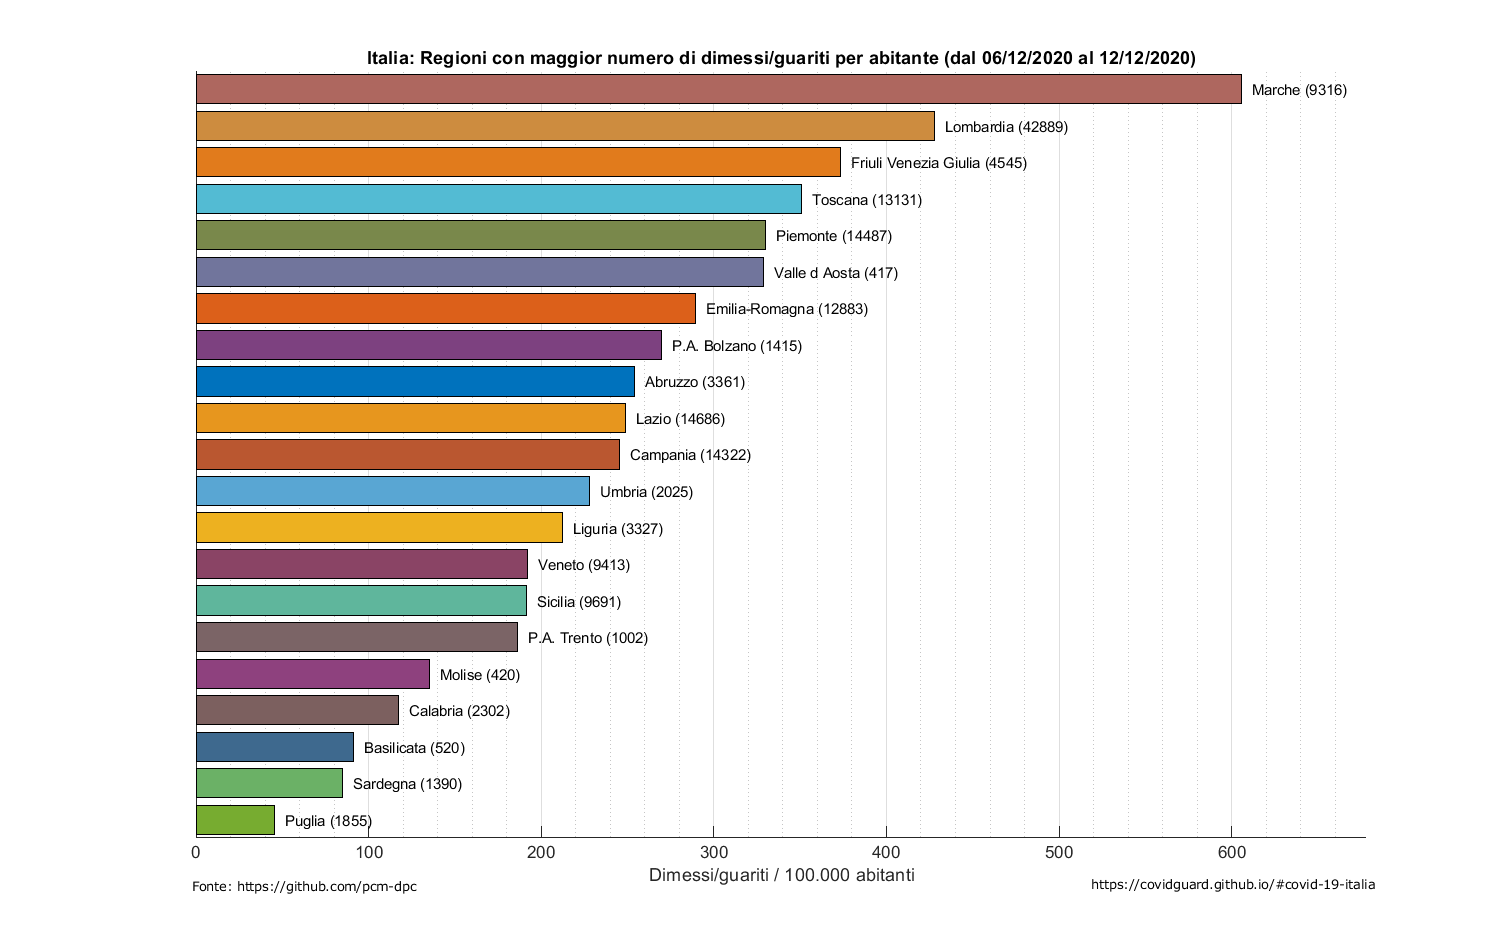 Italia: Regioni con maggior numero di dimessi/guariti per abitante (dal 06/12/2020 al 12/12/2020)
Marche (9316)
Lombardia (42889)
Friuli Venezia Giulia (4545)
Toscana (13131)
Piemonte (14487)
Valle d Aosta (417)
Emilia-Romagna (12883)
P.A. Bolzano (1415)
Abruzzo (3361)
Lazio (14686)
Campania (14322)
Umbria (2025)
Liguria (3327)
Veneto (9413)
Sicilia (9691)
P.A. Trento (1002)
Molise (420)
Calabria (2302)
Basilicata (520)
Sardegna (1390)
Puglia (1855)
0 100 200 300 400 500 600
Dimessi/guariti / 100.000 abitanti
Fonte: https://github.com/pcm-dpc
https://covidguard.github.io/#covid-19-italia